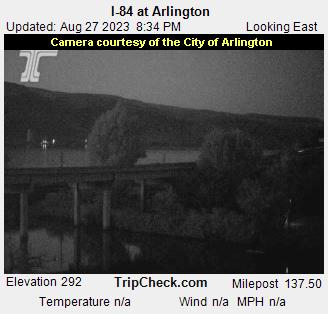 I-84 at Arlington
Updated: Aug 27 2023 8:34 PM Looking East
Camera courtesy of the City of Arlington
Elevation 292 TripCheck.com Milepost 137.50
Temperature n/a Wind n/a MPH n/a